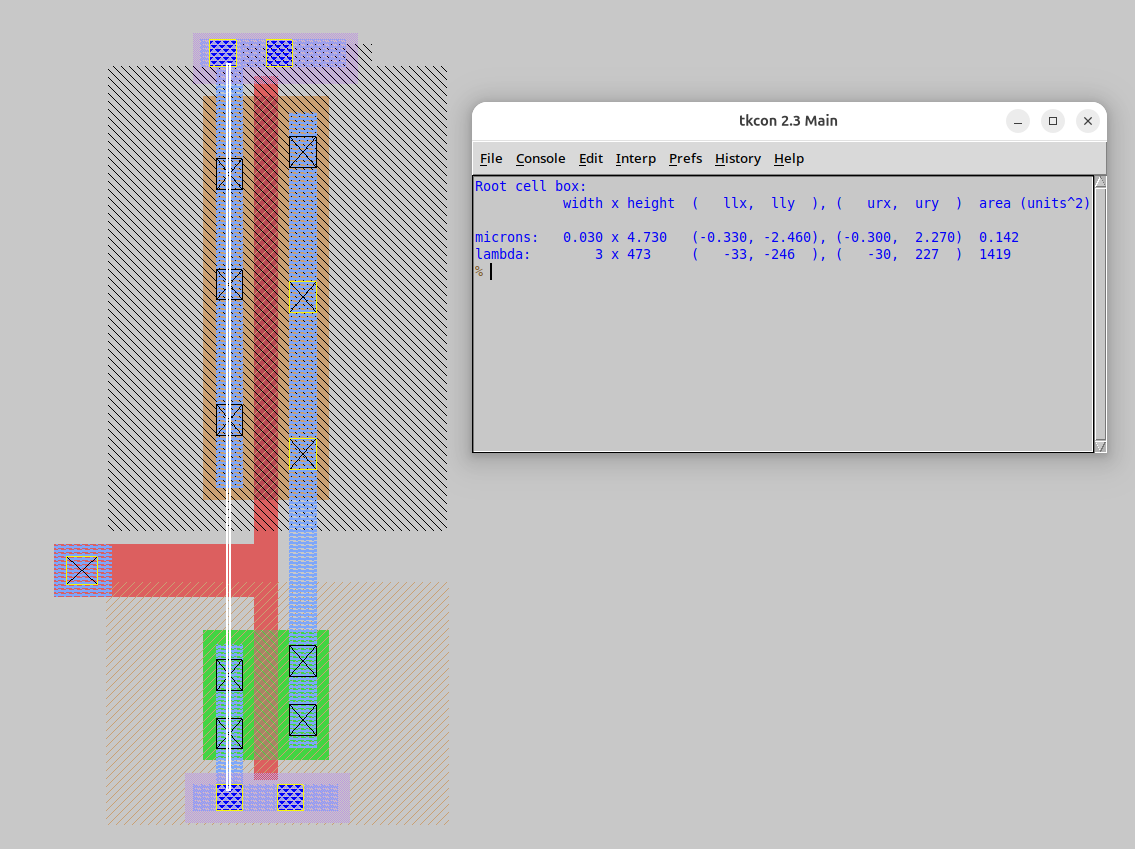 tkcon 2.3 Main
File Console Edit Interp Prefs History Help
Root cell box:
width x height ( llx, lly ), ( urx, ury ) area (units^2)
microns: 0.030 x 4.730 (-0.330, -2.460), (-0.300, 2.270) 0.142
lambda: 3 x 473 ( -33, -246 ), ( -30, 227 ) 1419
%